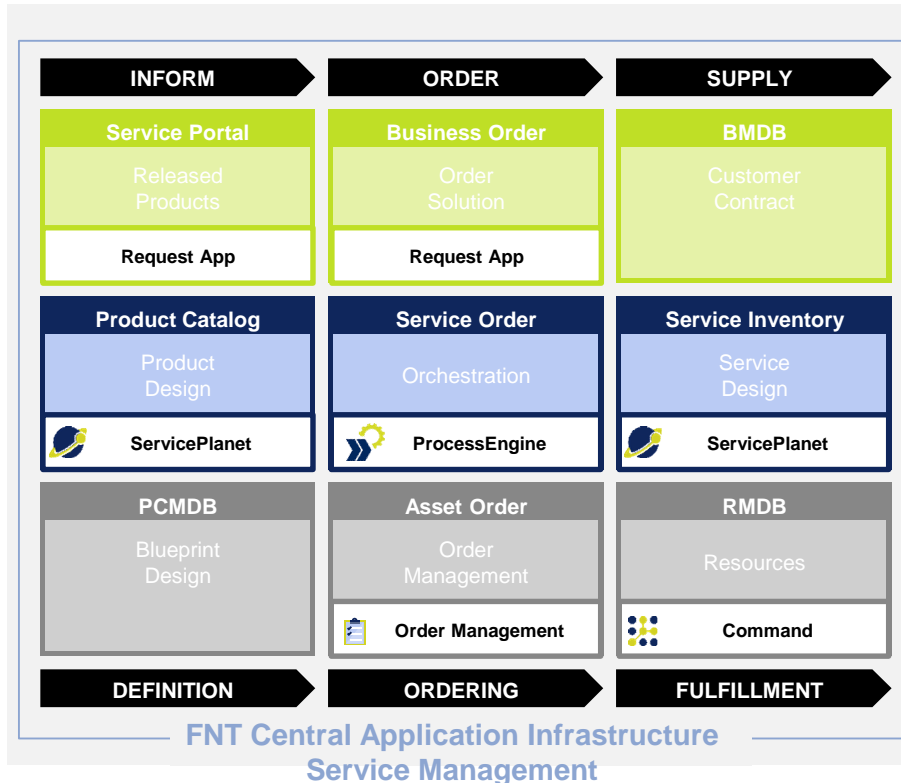 INFORM ORDER SUPPLY
Service Portal Business Order BMDB
Released Order Customer
Products Solution Contract
Request App Request App
Product Catalog Service Order Service Inventory
Product Service
Orchestration
Design Design
ServicePlanet ProcessEngine ServicePlanet
PCMDB Asset Order RMDB
Blueprint Order
Resources
Design Management
Order Management Command
DEFINITION ORDERING FULFILLMENT
FNT Central Application Infrastructure
Service Management